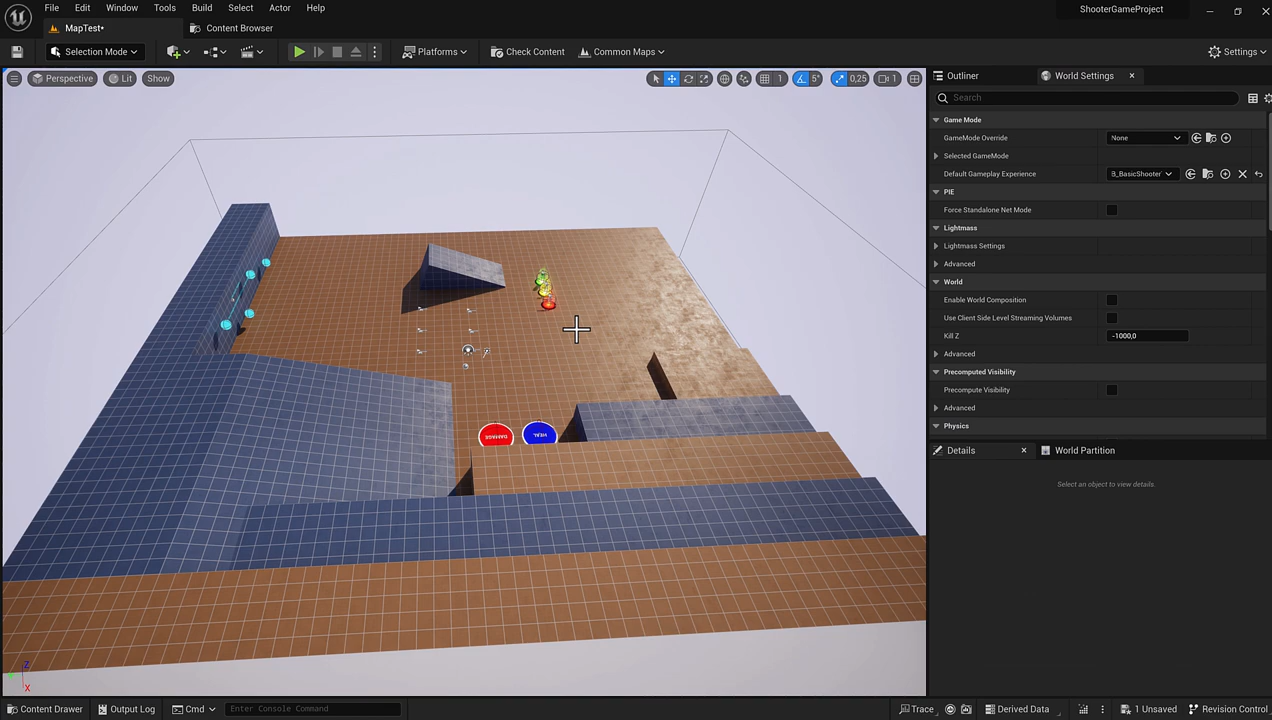 File Edit Window Tools Build Select Actor Help
ShooterGameProject
MapTest•
Content Browser
Selection Mode
Platforms
Check Content
Common Maps
Settings
Perspective Lit Show
1 5° 0,25 1
Outliner
World Settings
Search
Game Mode
GameMode Override
None
Selected GameMode
Default Gameplay Experience
B_BasicShooter
PIE
Force Standalone Net Mode
Lightmass
Lightmass Settings
Advanced
World
Enable World Composition
Use Client Side Level Streaming Volumes
Kill Z
-1000,0
Advanced
Precomputed Visibility
Precompute Visibility
Advanced
Physics
Details
World Partition
Select an object to view details.
DAMAGE
HEAL
Z
X
Content Drawer
Output Log
Cmd
Enter Console Command
Trace
Derived Data
1 Unsaved
Revision Control